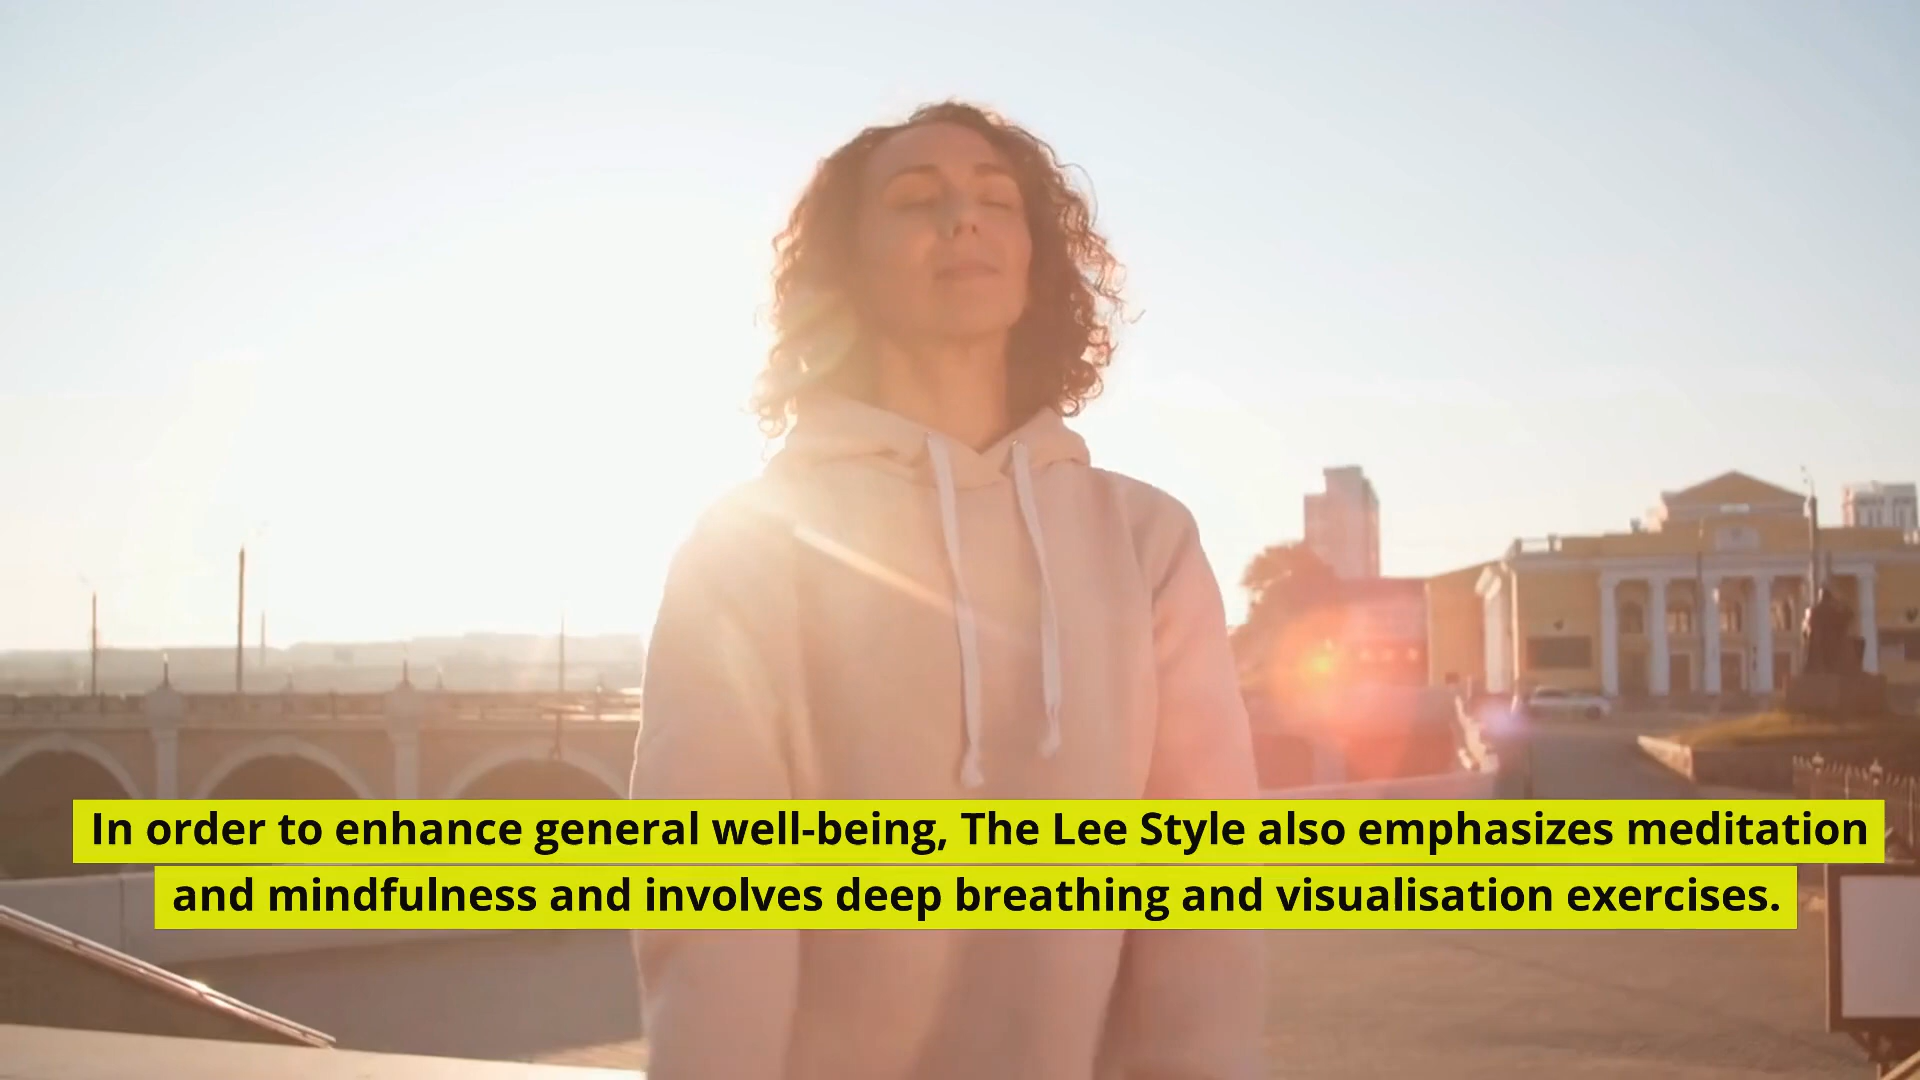 In order to enhance general well-being, The Lee Style also emphasizes meditation
and mindfulness and involves deep breathing and visualisation exercises.